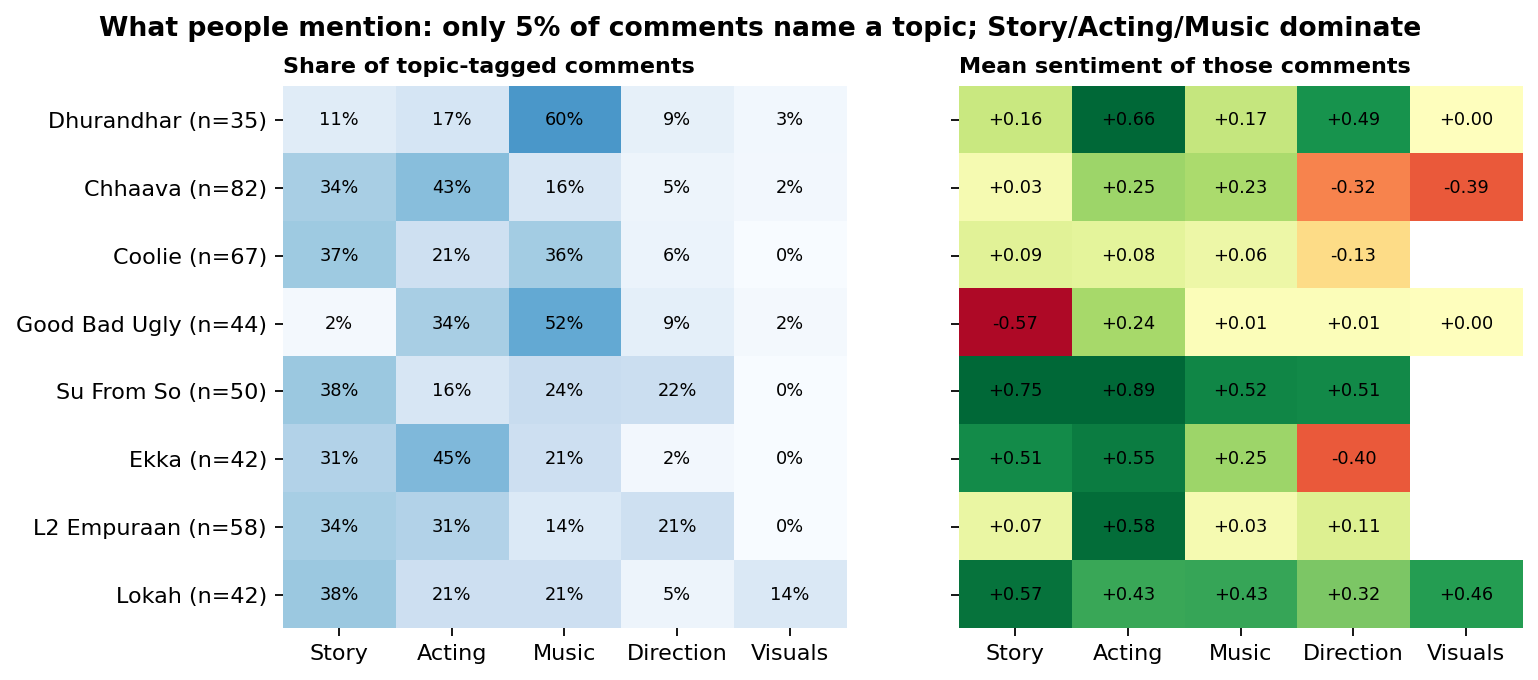 What people mention: only 5% of comments name a topic; Story/Acting/Music dominate
Share of topic-tagged comments
Dhurandhar (n=35) 11% 17% 60% 9% 3%
Chhaava (n=82) 34% 43% 16% 5% 2%
Coolie (n=67) 37% 21% 36% 6% 0%
Good Bad Ugly (n=44) 2% 34% 52% 9% 2%
Su From So (n=50) 38% 16% 24% 22% 0%
Ekka (n=42) 31% 45% 21% 2% 0%
L2 Empuraan (n=58) 34% 31% 14% 21% 0%
Lokah (n=42) 38% 21% 21% 5% 14%
Story Acting Music Direction Visuals
Mean sentiment of those comments
+0.16 +0.66 +0.17 +0.49 +0.00
+0.03 +0.25 +0.23 -0.32 -0.39
+0.09 +0.08 +0.06 -0.13
-0.57 +0.24 +0.01 +0.01 +0.00
+0.75 +0.89 +0.52 +0.51
+0.51 +0.55 +0.25 -0.40
+0.07 +0.58 +0.03 +0.11
+0.57 +0.43 +0.43 +0.32 +0.46
Story Acting Music Direction Visuals